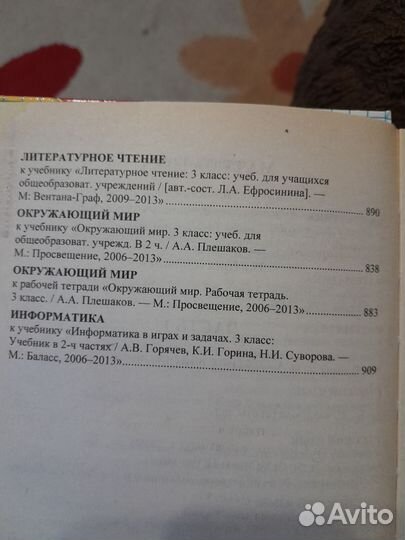 ЛИТЕРАТУРНОЕ ЧТЕНИЕ
к учебнику «Литературное чтение: 3 класс: учеб. для учащихся
общеобразоват. учреждений / [авт.-сост. Л.А. Ефросинина]. —
М: Вентана-Граф, 2009–2013» 890
ОКРУЖАЮЩИЙ МИР
к учебнику «Окружающий мир. 3 класс: учеб. для
общеобразоват. учрежд. В 2 ч. / А.А. Плешаков. —
М.: Просвещение, 2006–2013» 838
ОКРУЖАЮЩИЙ МИР
к рабочей тетради «Окружающий мир. Рабочая тетрадь.
3 класс. / А.А. Плешаков. — М.: Просвещение, 2006–2013» 883
ИНФОРМАТИКА
к учебнику «Информатика в играх и задачах. 3 класс:
Учебник в 2-ч частях / А.В. Горячев, К.И. Горина, Н.И. Суворова. —
М.: Баласс, 2006–2013» 909
Avito